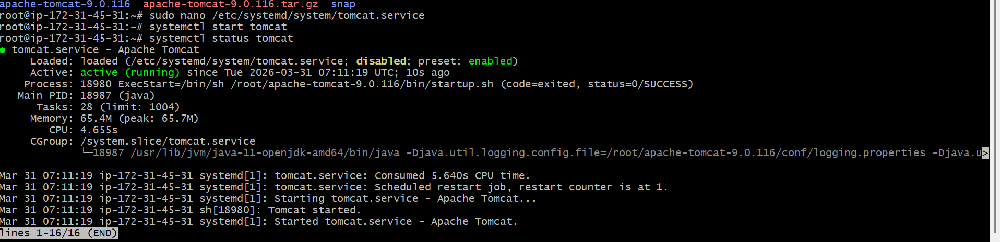 apache-tomcat-9.0.116  apache-tomcat-9.0.116.tar.gz  snap
root@ip-172-31-45-31:~# sudo nano /etc/systemd/system/tomcat.service
root@ip-172-31-45-31:~# systemctl start tomcat
root@ip-172-31-45-31:~# systemctl status tomcat
● tomcat.service - Apache Tomcat
     Loaded: loaded (/etc/systemd/system/tomcat.service; disabled; preset: enabled)
     Active: active (running) since Tue 2026-03-31 07:11:19 UTC; 10s ago
    Process: 18980 ExecStart=/bin/sh /root/apache-tomcat-9.0.116/bin/startup.sh (code=exited, status=0/SUCCESS)
   Main PID: 18987 (java)
      Tasks: 28 (limit: 1004)
     Memory: 65.4M (peak: 65.7M)
        CPU: 4.655s
     CGroup: /system.slice/tomcat.service
             └─18987 /usr/lib/jvm/java-11-openjdk-amd64/bin/java -Djava.util.logging.config.file=/root/apache-tomcat-9.0.116/conf/logging.properties -Djava.u>
Mar 31 07:11:19 ip-172-31-45-31 systemd[1]: tomcat.service: Consumed 5.640s CPU time.
Mar 31 07:11:19 ip-172-31-45-31 systemd[1]: tomcat.service: Scheduled restart job, restart counter is at 1.
Mar 31 07:11:19 ip-172-31-45-31 systemd[1]: Starting tomcat.service - Apache Tomcat...
Mar 31 07:11:19 ip-172-31-45-31 sh[18980]: Tomcat started.
Mar 31 07:11:19 ip-172-31-45-31 systemd[1]: Started tomcat.service - Apache Tomcat.
lines 1-16/16 (END)